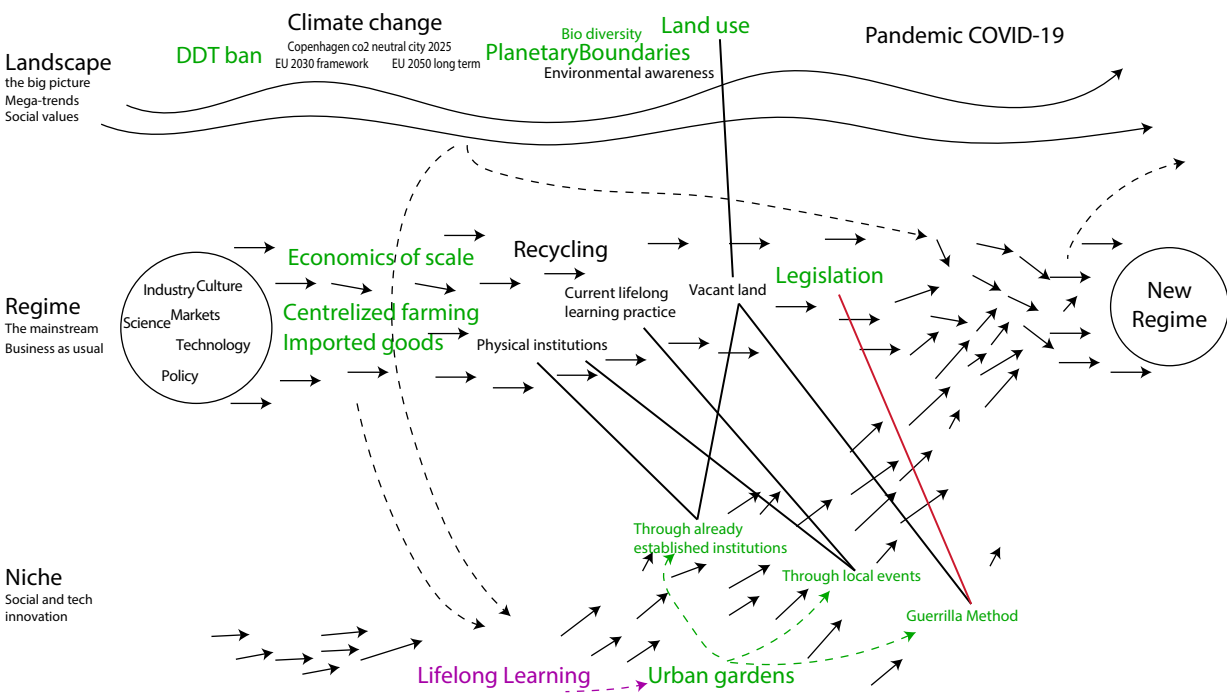 Landscape
the big picture
Mega-trends
Social values
DDT ban
Climate change
Copenhagen co2 neutral city 2025
EU 2030 framework
EU 2050 long term
Bio diversity
PlanetaryBoundaries
Environmental awareness
Land use
Pandemic COVID-19
Regime
The mainstream
Business as usual
Industry
Culture
Science
Markets
Technology
Policy
Economics of scale
Centrelized farming
Imported goods
Recycling
Current lifelong
learning practice
Physical institutions
Vacant land
Legislation
New
Regime
Through already
established institutions
Through local events
Guerrilla Method
Niche
Social and tech
innovation
Lifelong Learning
Urban gardens